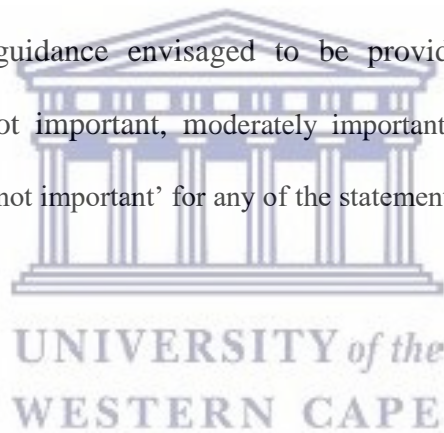 guidance envisaged to be provid
ot important, moderately important
not important’ for any of the statement
UNIVERSITY of the
WESTERN CAPE